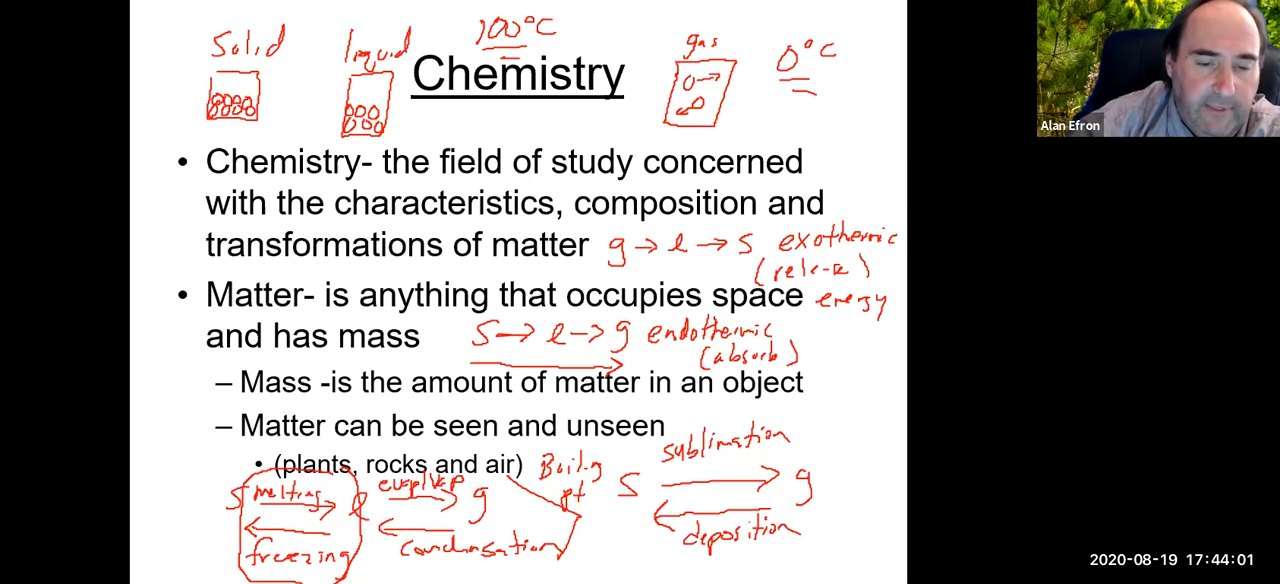 Solid
liquid
100°C
gas
0°C
Chemistry
Alan Efron
• Chemistry- the field of study concerned
with the characteristics, composition and
transformations of matter
g → l → s exothermic
(release)
energy
• Matter- is anything that occupies space
and has mass
s → l → g endothermic
(absorb)
– Mass -is the amount of matter in an object
– Matter can be seen and unseen
• (plants, rocks and air)
Boiling
pt
sublimation
s melting l evap/vap g
freezing
condensation
s g
deposition
2020-08-19 17:44:01